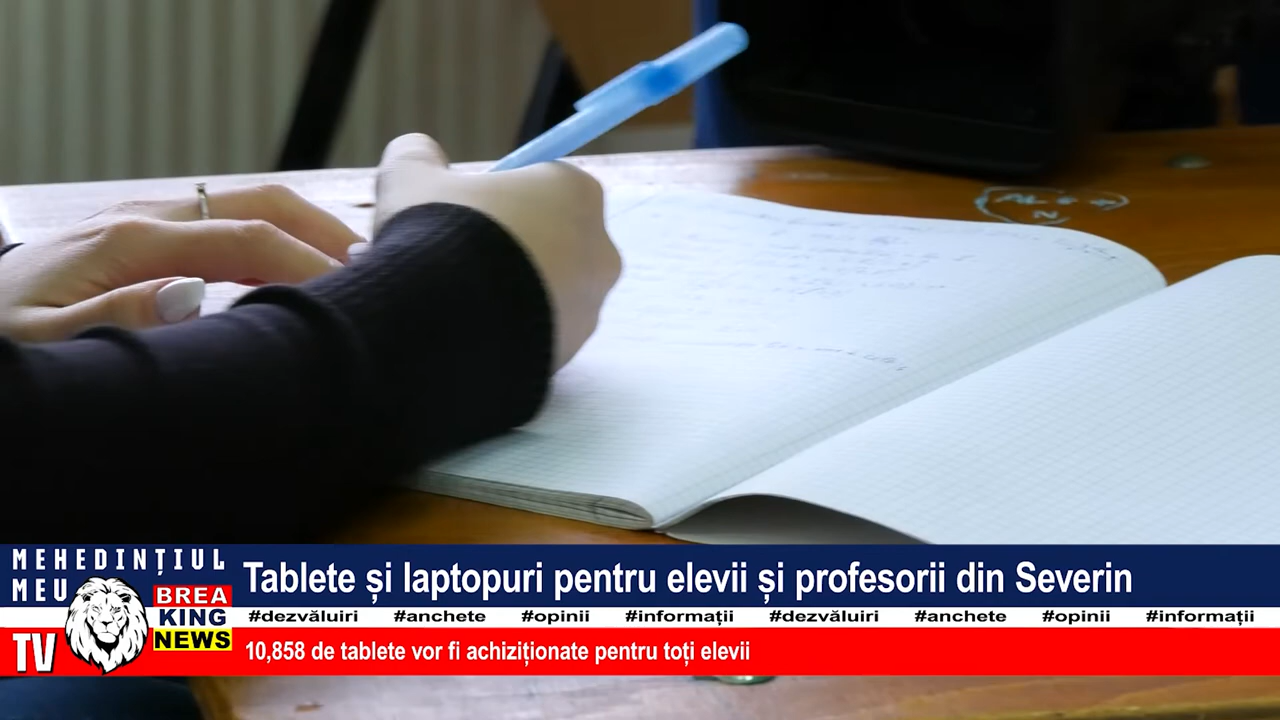 MEHEDINȚIUL
MEU
TV
BREA
KING
NEWS
Tablete și laptopuri pentru elevii și profesorii din Severin
#dezvăluiri #anchete #opinii #informații #dezvăluiri #anchete #opinii #informații
10,858 de tablete vor fi achiziționate pentru toți elevii